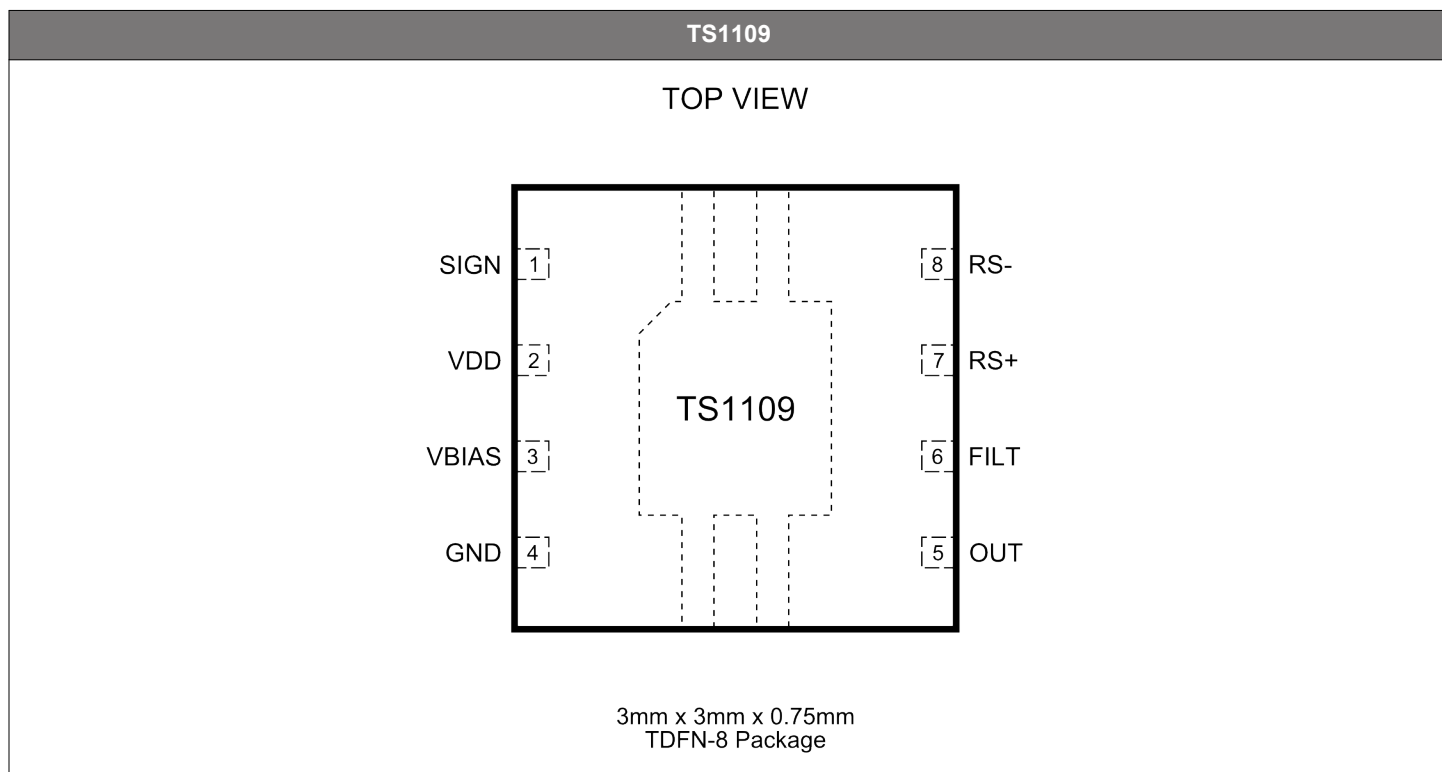 TS1109
TOP VIEW
SIGN 1 8 RS-
VDD 2 7 RS+
TS1109
VBIAS 3 6 FILT
GND 4 5 OUT
3mm x 3mm x 0.75mm
TDFN-8 Package